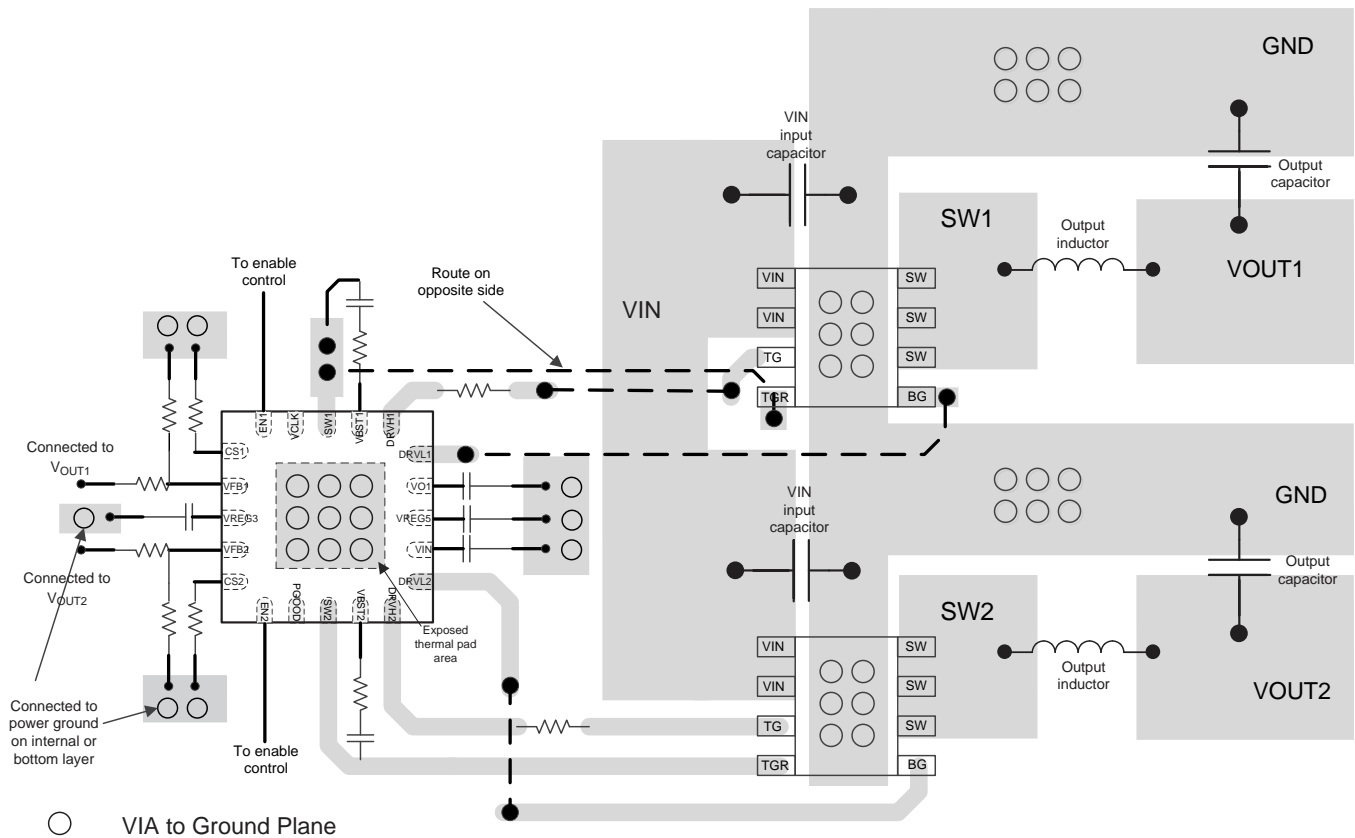 GND
VIN
input
capacitor
Output
capacitor
SW1
Output
inductor
VOUT1
To enable
control
Route on
opposite side
VIN
VIN
VIN
TG
TGR
SW
SW
SW
BG
EN1
VCLK
SW1
VBST1
DRVH1
CS1
VFB1
VREG3
VFB2
CS2
DRVL1
VO1
VREG5
VIN
DRVL2
EN2
PGOOD
SW2
VBST2
DRVH2
Connected to
VOUT1
Connected to
VOUT2
Exposed
thermal pad
area
GND
VIN
input
capacitor
Output
capacitor
SW2
Output
inductor
VOUT2
VIN
VIN
TG
TGR
SW
SW
SW
BG
Connected to
power ground
on internal or
bottom layer
To enable
control
VIA to Ground Plane